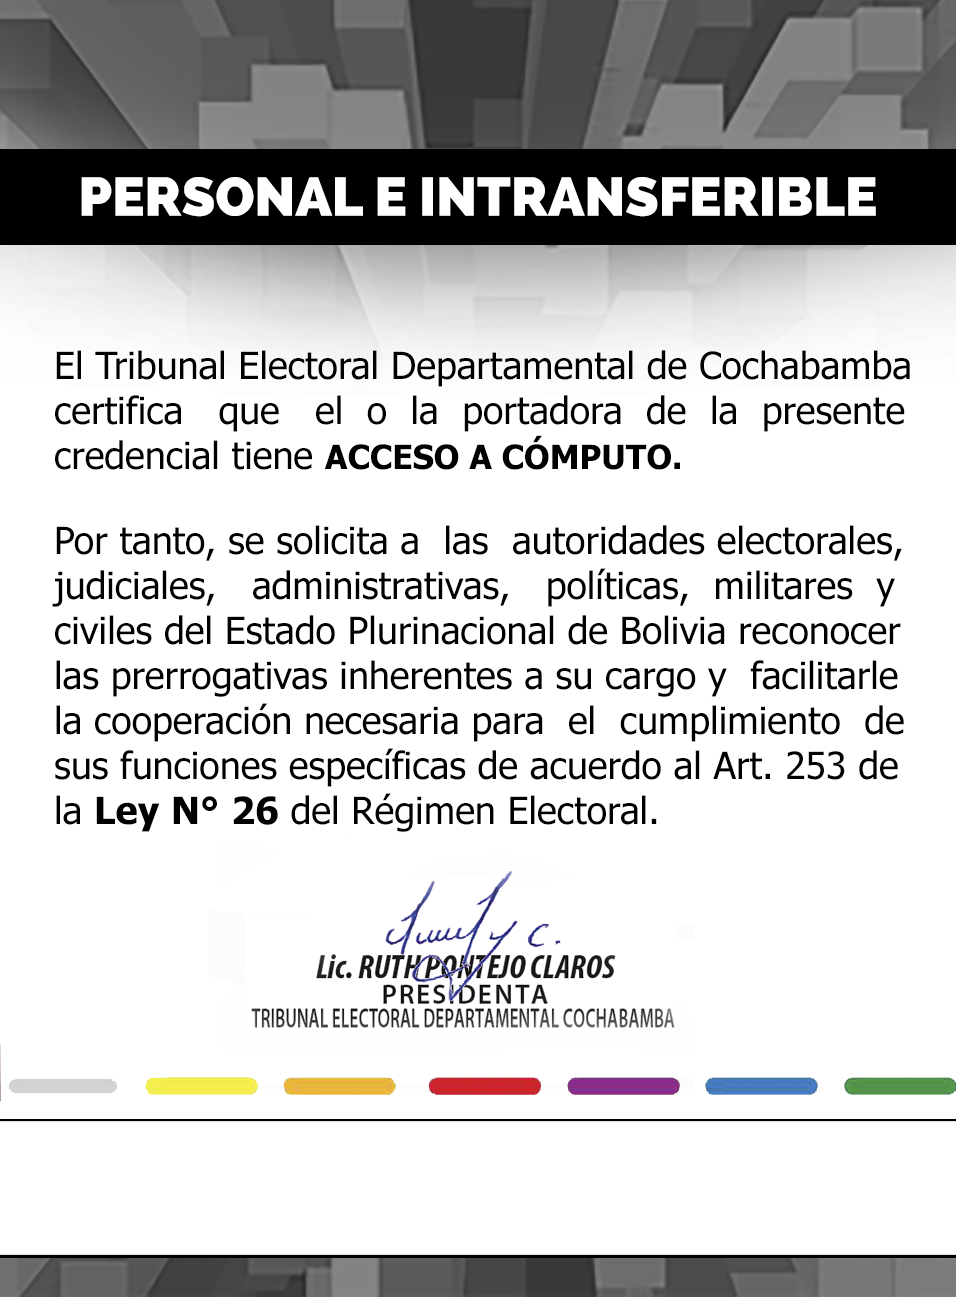 PERSONAL E INTRANSFERIBLE
El Tribunal Electoral Departamental de Cochabamba
certifica que el o la portadora de la presente
credencial tiene ACCESO A CÓMPUTO.
Por tanto, se solicita a las autoridades electorales,
judiciales, administrativas, políticas, militares y
civiles del Estado Plurinacional de Bolivia reconocer
las prerrogativas inherentes a su cargo y facilitarle
la cooperación necesaria para el cumplimiento de
sus funciones específicas de acuerdo al Art. 253 de
la Ley N° 26 del Régimen Electoral.
Lic. RUTH PONTEJO CLAROS
PRESIDENTA
TRIBUNAL ELECTORAL DEPARTAMENTAL COCHABAMBA